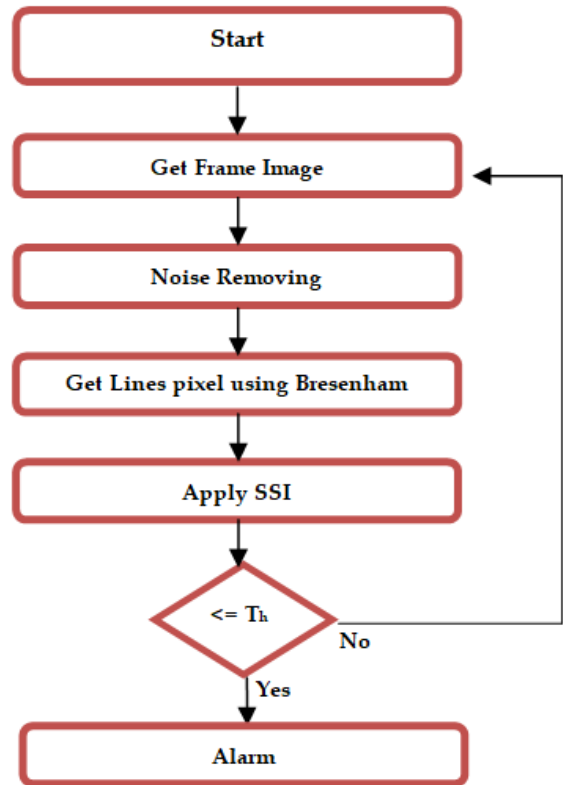 Start
Get Frame Image
Noise Removing
Get Lines pixel using Bresenham
Apply SSI
<= Th
No
Yes
Alarm